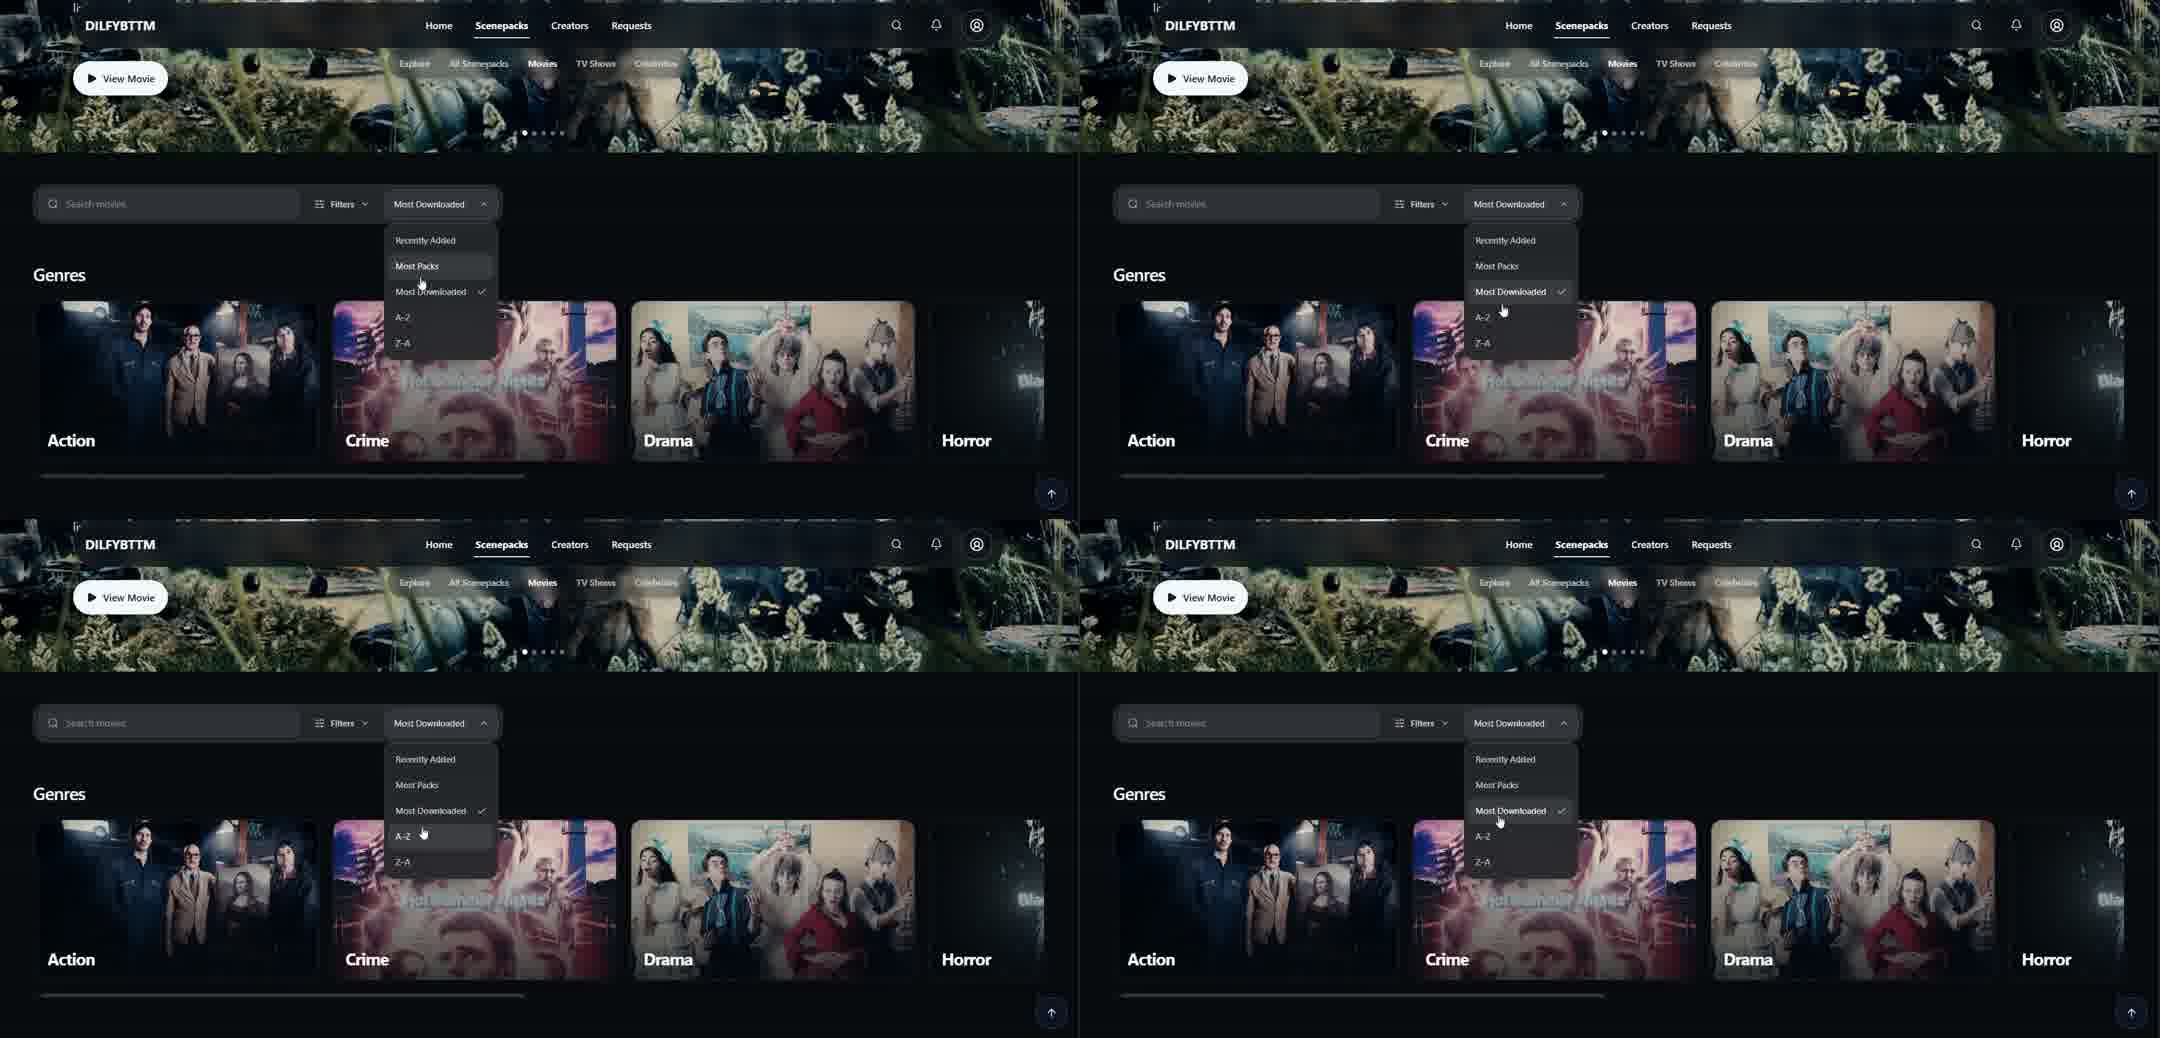 DILFYBTTM Home Scenepacks Creators Requests
View Movie Explore All Scenepacks Movies TV Shows Celebrities
Search movies Filters Most Downloaded
Recently Added
Most Packs
Most Downloaded
A-Z
Z-A
Genres
Action Crime Drama Horror
DILFYBTTM Home Scenepacks Creators Requests
View Movie Explore All Scenepacks Movies TV Shows Celebrities
Search movies Filters Most Downloaded
Recently Added
Most Packs
Most Downloaded
A-Z
Z-A
Genres
Action Crime Drama Horror
DILFYBTTM Home Scenepacks Creators Requests
View Movie Explore All Scenepacks Movies TV Shows Celebrities
Search movies Filters Most Downloaded
Recently Added
Most Packs
Most Downloaded
A-Z
Z-A
Genres
Action Crime Drama Horror
DILFYBTTM Home Scenepacks Creators Requests
View Movie Explore All Scenepacks Movies TV Shows Celebrities
Search movies Filters Most Downloaded
Recently Added
Most Packs
Most Downloaded
A-Z
Z-A
Genres
Action Crime Drama Horror